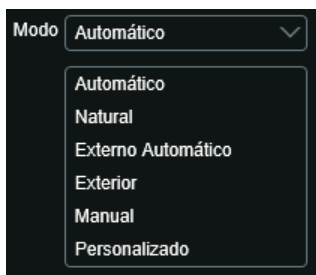 Modo Automático
Automático
Natural
Externo Automático
Exterior
Manual
Personalizado